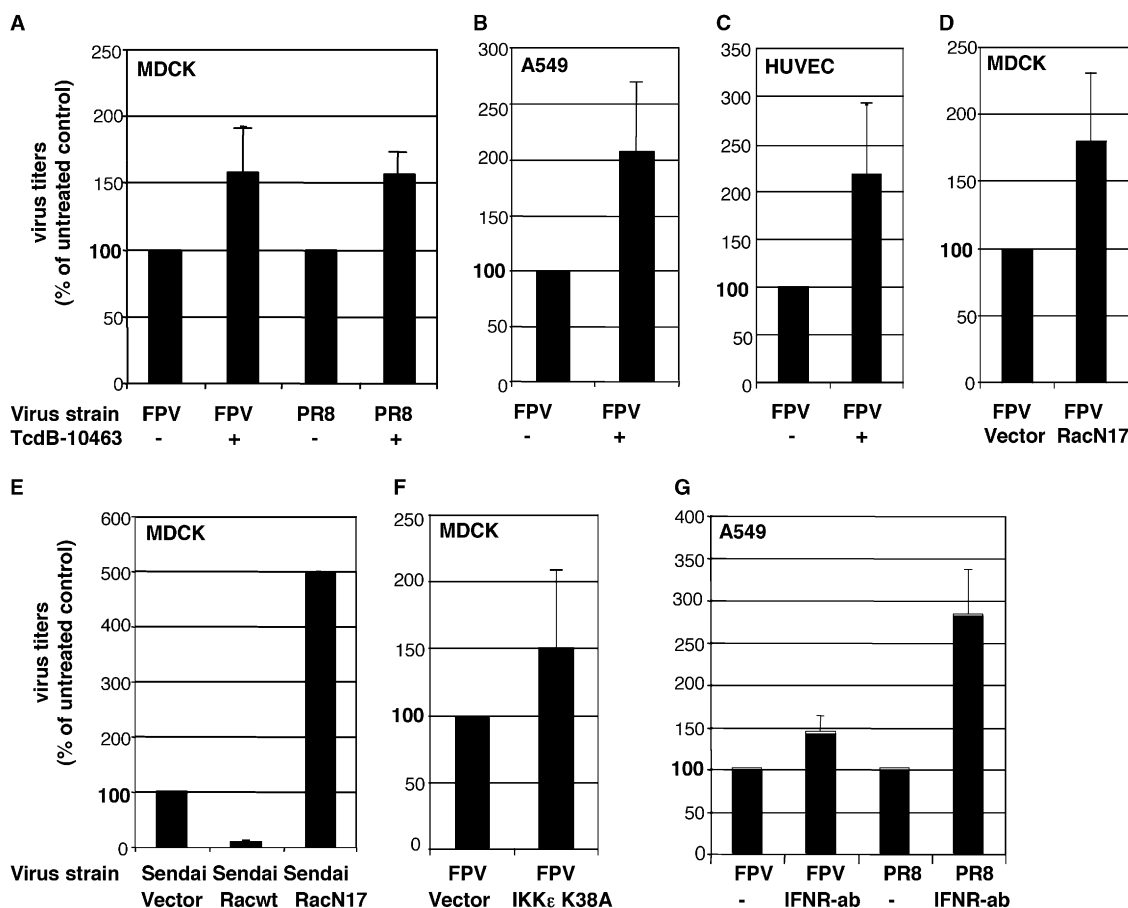 A
B
C
D
virus titers
(% of untreated control)
250
200
150
100
50
0
MDCK
300
250
200
150
100
50
0
A549
350
300
250
200
150
100
50
0
HUVEC
250
200
150
100
50
0
MDCK
Virus strain FPV FPV PR8 PR8
TcdB-10463 - + - +
FPV FPV
- +
FPV FPV
- +
FPV FPV
Vector RacN17
E
F
G
virus titers
(% of untreated control)
600
500
400
300
200
100
0
MDCK
250
200
150
100
50
0
MDCK
400
350
300
250
200
150
100
50
0
A549
Virus strain Sendai Sendai Sendai
Vector Racwt RacN17
FPV FPV
Vector IKKε K38A
FPV FPV PR8 PR8
- IFNR-ab - IFNR-ab